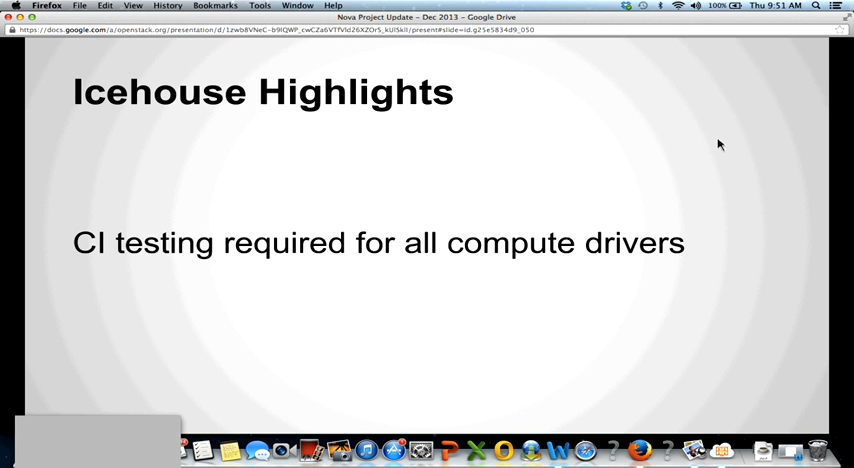 Firefox File Edit View History Bookmarks Tools Window Help 100% Thu 9:51 AM
Nova Project Update - Dec 2013 - Google Drive
Icehouse Highlights
CI testing required for all compute drivers